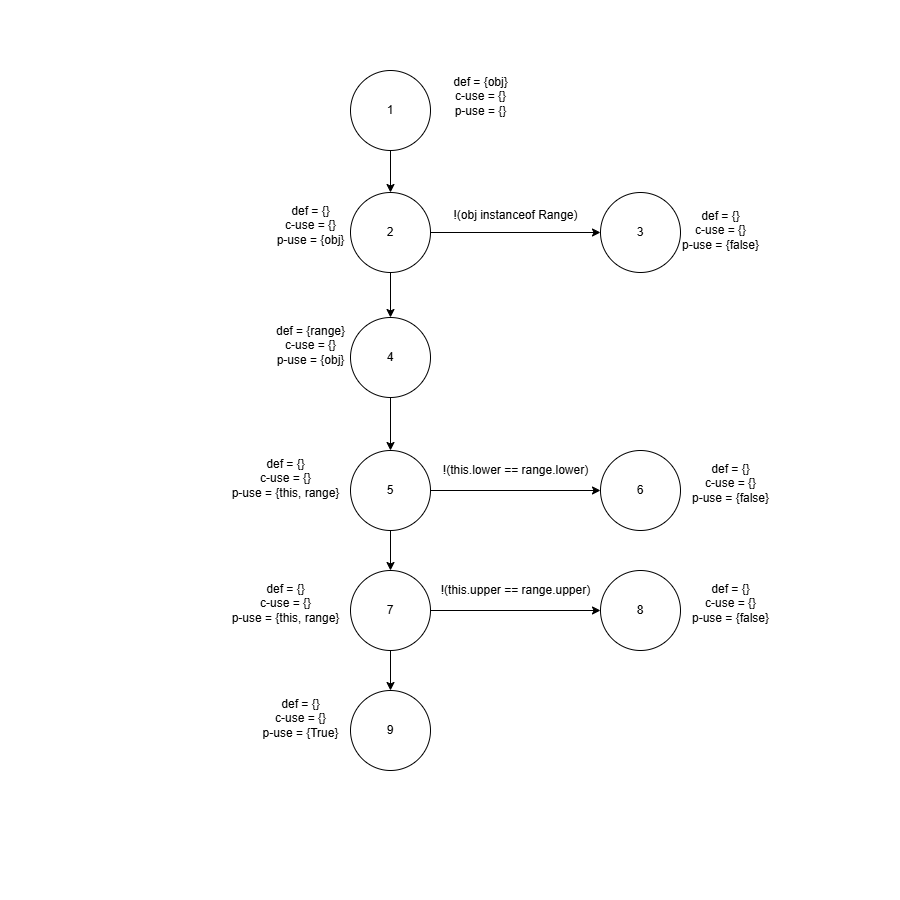 def = {obj}
c-use = {}
p-use = {}
1
def = {}
c-use = {}
p-use = {obj}
2
!(obj instanceof Range)
3
def = {}
c-use = {}
p-use = {false}
def = {range}
c-use = {}
p-use = {obj}
4
def = {}
c-use = {}
p-use = {this, range}
5
!(this.lower == range.lower)
6
def = {}
c-use = {}
p-use = {false}
def = {}
c-use = {}
p-use = {this, range}
7
!(this.upper == range.upper)
8
def = {}
c-use = {}
p-use = {false}
def = {}
c-use = {}
p-use = {True}
9